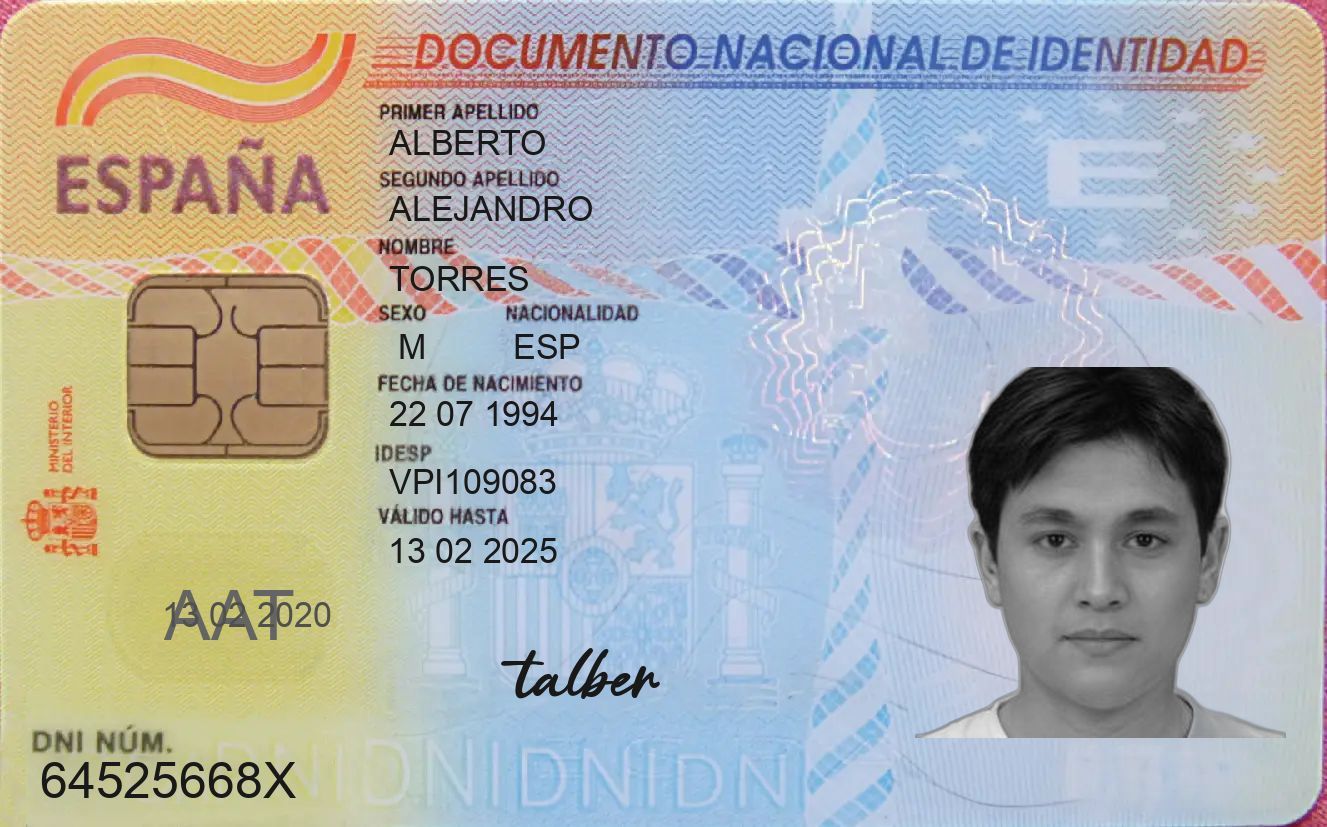 DOCUMENTO NACIONAL DE IDENTIDAD
ESPAÑA
PRIMER APELLIDO
ALBERTO
SEGUNDO APELLIDO
ALEJANDRO
NOMBRE
TORRES
SEXO NACIONALIDAD
M ESP
FECHA DE NACIMIENTO
22 07 1994
IDESP
VPI109083
VÁLIDO HASTA
13 02 2025
MINISTERIO
DEL INTERIOR
E
AAT
13 02 2020
talber
DNI NÚM.
64525668X
DNIDNIDNIDNI